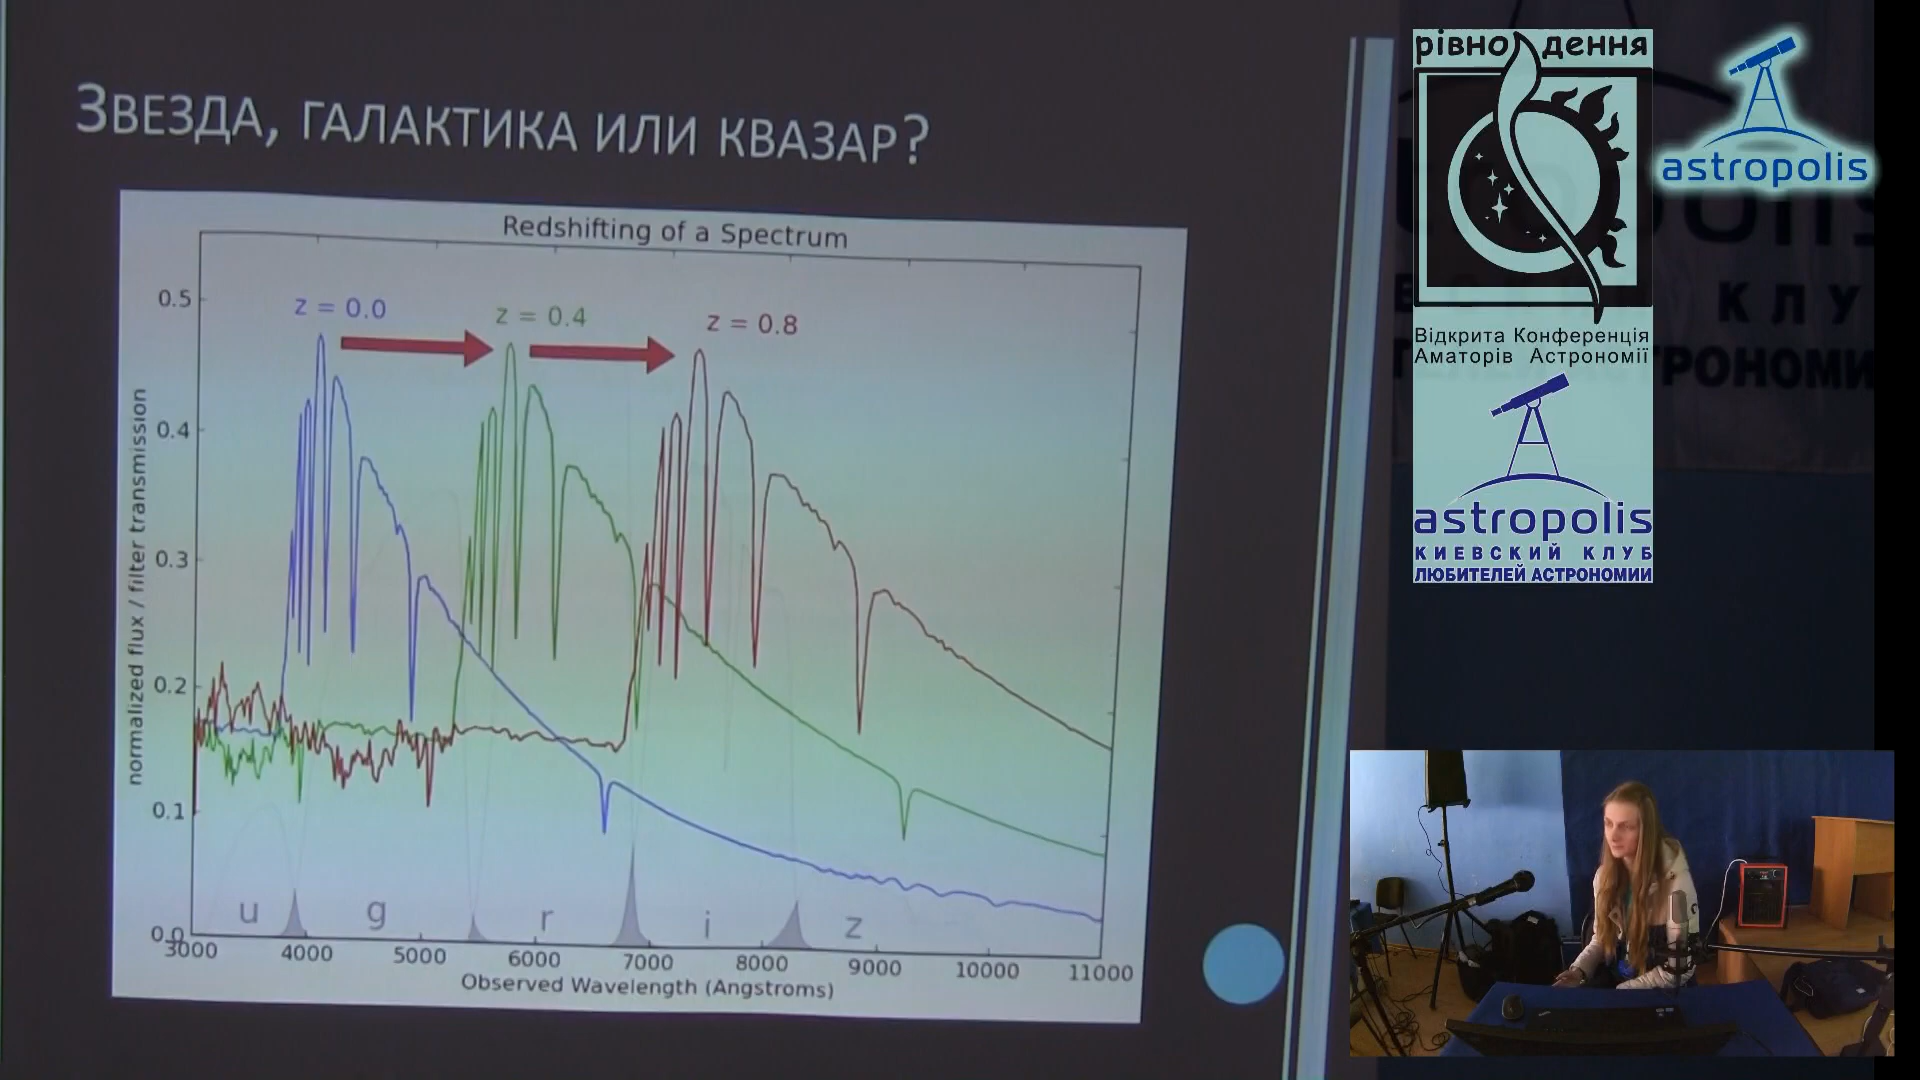 Звезда, галактика или квазар?
Redshifting of a Spectrum
z = 0.0
z = 0.4
z = 0.8
normalized flux / filter transmission
0.5
0.4
0.3
0.2
0.1
0.0
u
g
r
i
z
3000
4000
5000
6000
7000
8000
9000
10000
11000
Observed Wavelength (Angstroms)
рівнодення
Відкрита Конференція
Аматорів Астрономії
astropolis
КИЕВСКИЙ КЛУБ
ЛЮБИТЕЛЕЙ АСТРОНОМИИ
astropolis
КЛУ